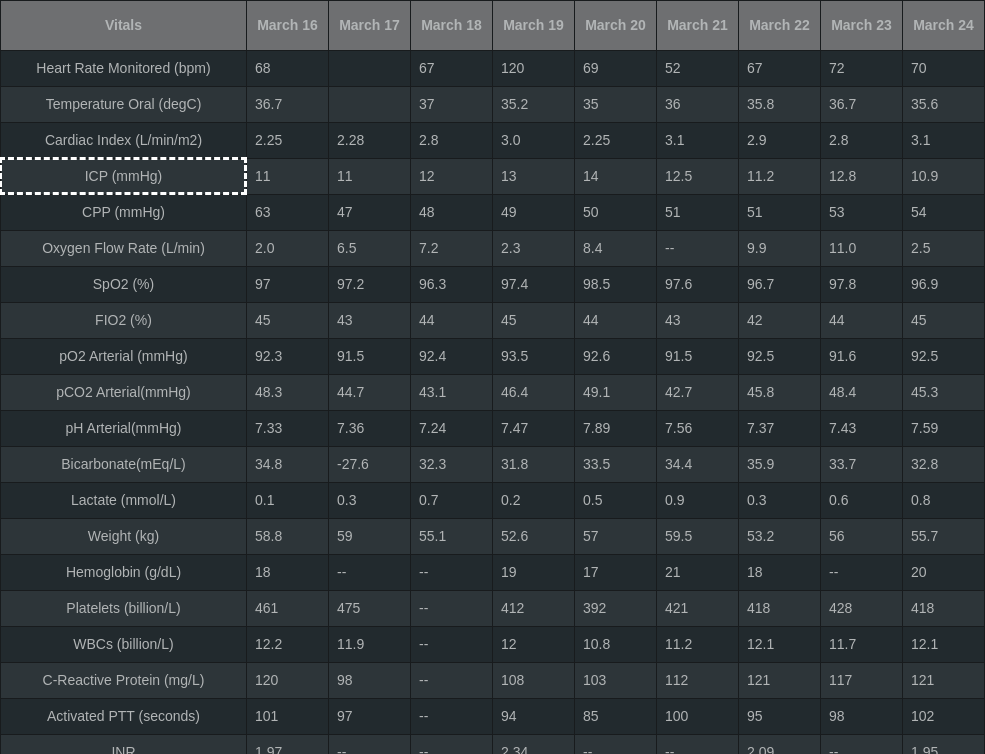 Vitals March 16 March 17 March 18 March 19 March 20 March 21 March 22 March 23 March 24
Heart Rate Monitored (bpm) 68 67 120 69 52 67 72 70
Temperature Oral (degC) 36.7 37 35.2 35 36 35.8 36.7 35.6
Cardiac Index (L/min/m2) 2.25 2.28 2.8 3.0 2.25 3.1 2.9 2.8 3.1
ICP (mmHg) 11 11 12 13 14 12.5 11.2 12.8 10.9
CPP (mmHg) 63 47 48 49 50 51 51 53 54
Oxygen Flow Rate (L/min) 2.0 6.5 7.2 2.3 8.4 -- 9.9 11.0 2.5
SpO2 (%) 97 97.2 96.3 97.4 98.5 97.6 96.7 97.8 96.9
FIO2 (%) 45 43 44 45 44 43 42 44 45
pO2 Arterial (mmHg) 92.3 91.5 92.4 93.5 92.6 91.5 92.5 91.6 92.5
pCO2 Arterial(mmHg) 48.3 44.7 43.1 46.4 49.1 42.7 45.8 48.4 45.3
pH Arterial(mmHg) 7.33 7.36 7.24 7.47 7.89 7.56 7.37 7.43 7.59
Bicarbonate(mEq/L) 34.8 -27.6 32.3 31.8 33.5 34.4 35.9 33.7 32.8
Lactate (mmol/L) 0.1 0.3 0.7 0.2 0.5 0.9 0.3 0.6 0.8
Weight (kg) 58.8 59 55.1 52.6 57 59.5 53.2 56 55.7
Hemoglobin (g/dL) 18 -- -- 19 17 21 18 -- 20
Platelets (billion/L) 461 475 -- 412 392 421 418 428 418
WBCs (billion/L) 12.2 11.9 -- 12 10.8 11.2 12.1 11.7 12.1
C-Reactive Protein (mg/L) 120 98 -- 108 103 112 121 117 121
Activated PTT (seconds) 101 97 -- 94 85 100 95 98 102
INR 1.97 -- -- 2.34 -- -- 2.09 -- 1.95